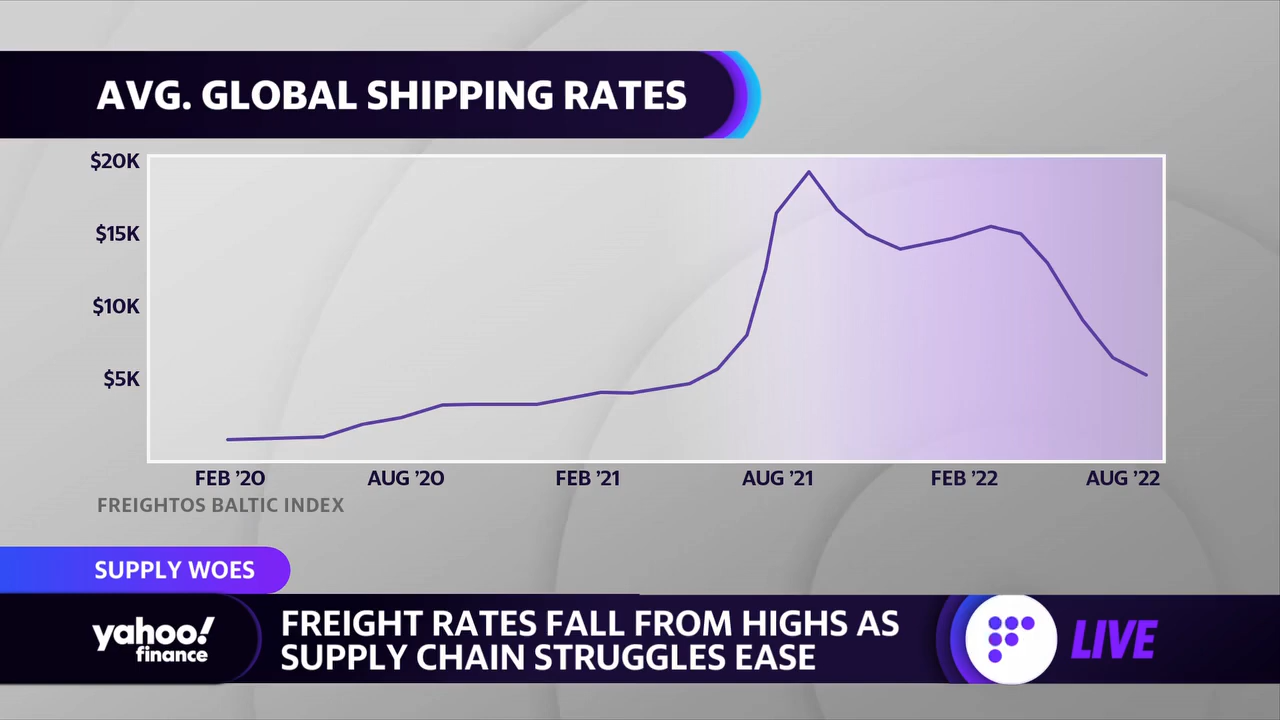 AVG. GLOBAL SHIPPING RATES
$20K
$15K
$10K
$5K
FEB ’20 AUG ’20 FEB ’21 AUG ’21 FEB ’22 AUG ’22
FREIGHTOS BALTIC INDEX
SUPPLY WOES
yahoo!
finance
FREIGHT RATES FALL FROM HIGHS AS
SUPPLY CHAIN STRUGGLES EASE
LIVE